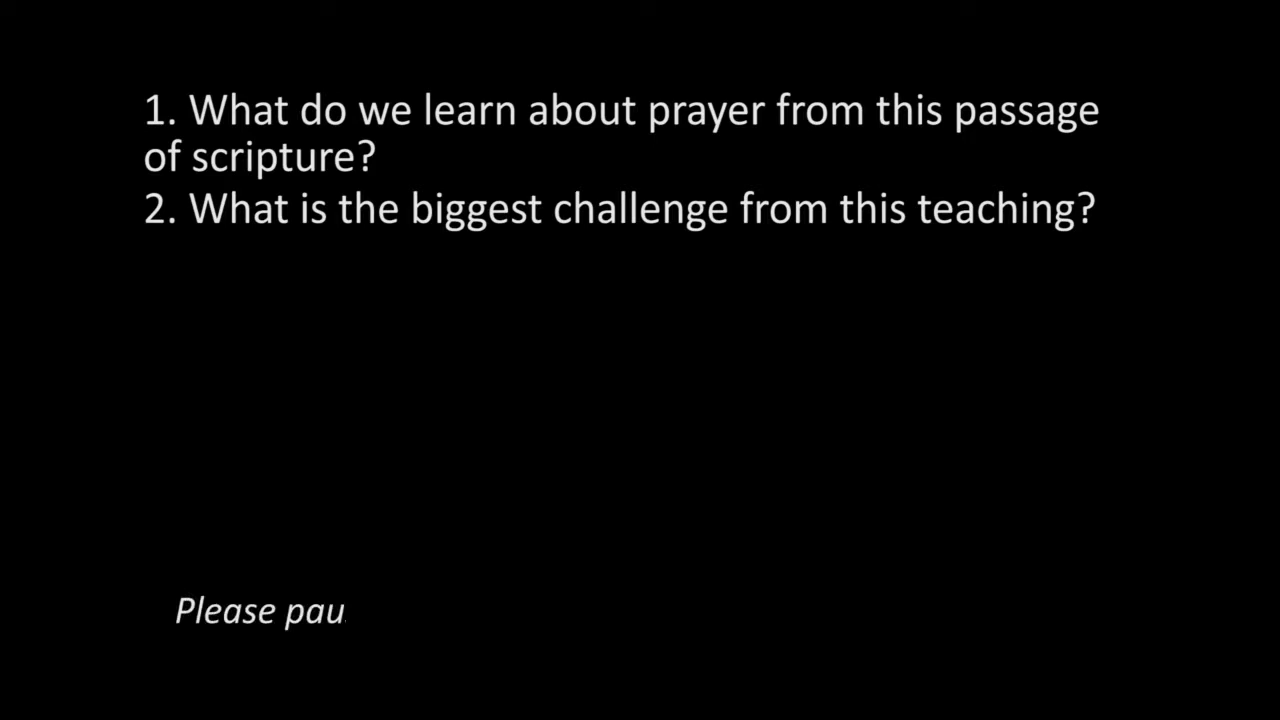 1. What do we learn about prayer from this passage
of scripture?
2. What is the biggest challenge from this teaching?
Please pau